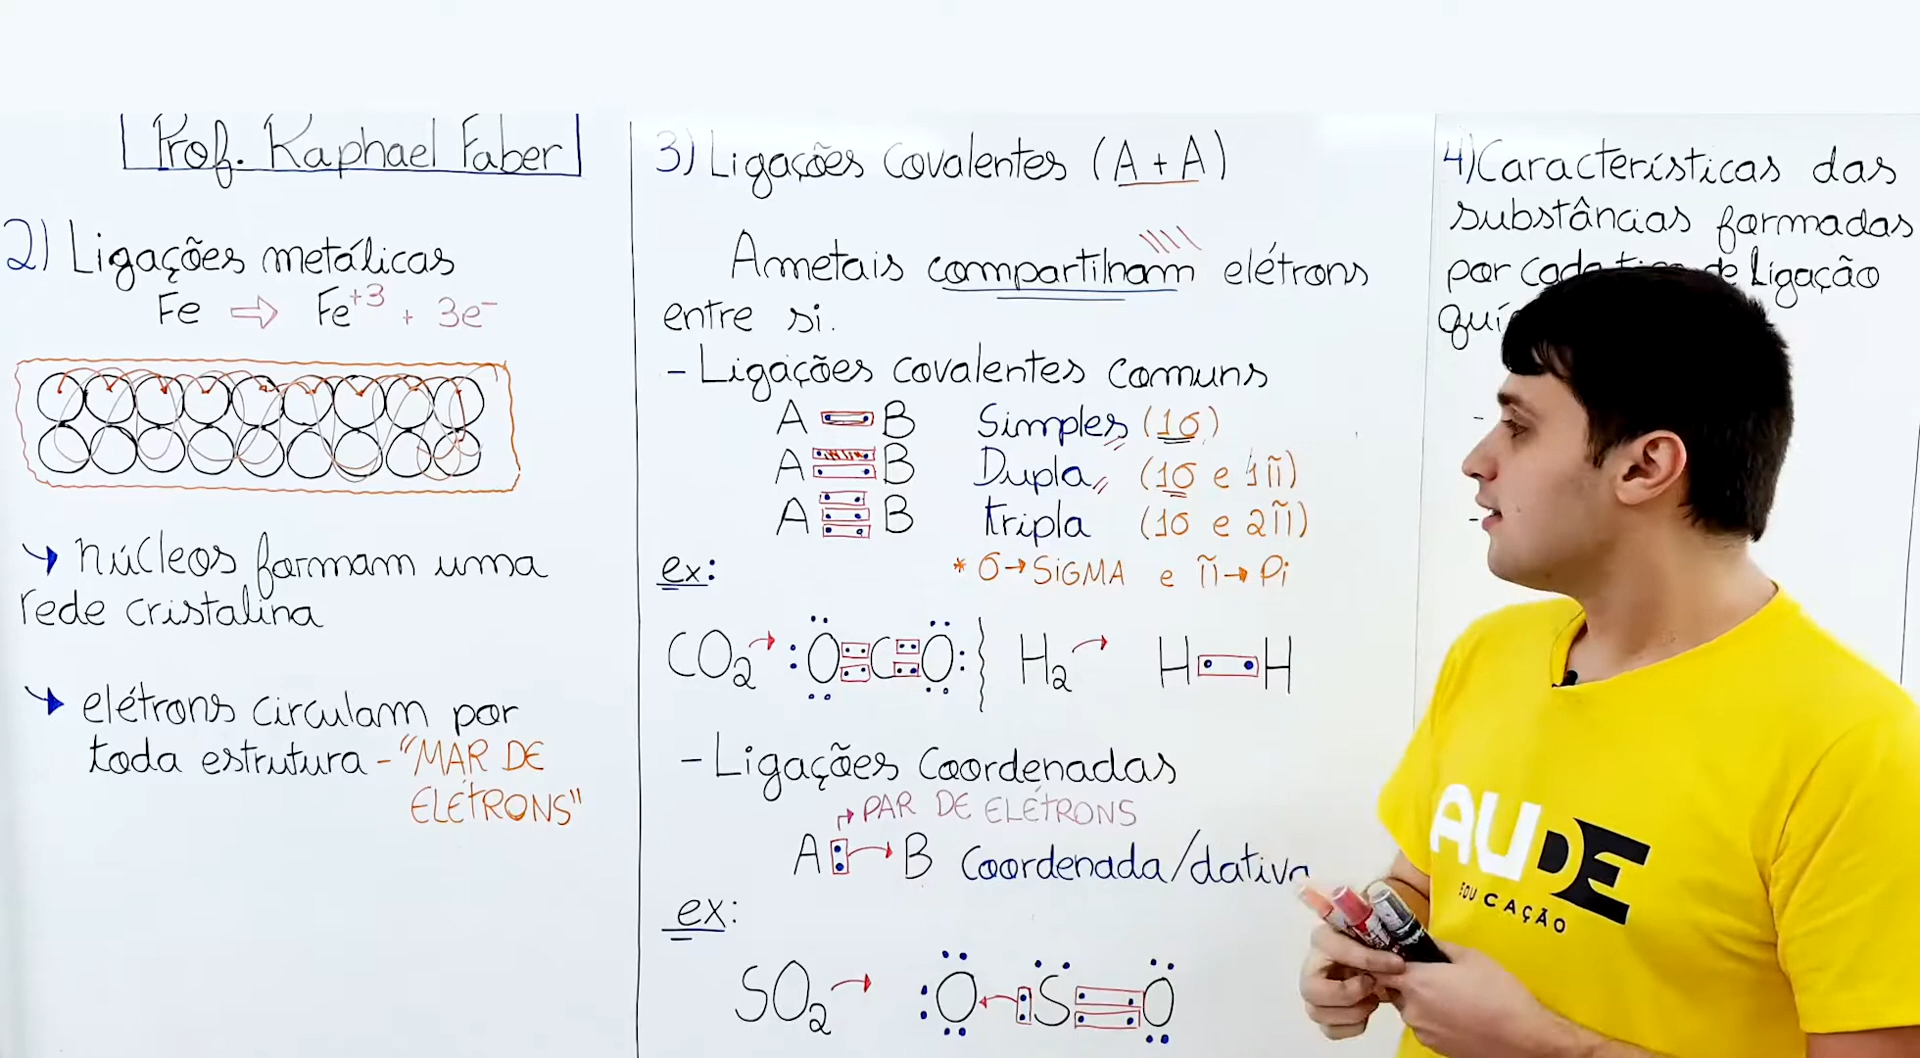 Prof. Raphael Faber
2) Ligações metálicas
Fe ⇨ Fe⁺³ + 3e⁻
→ núcleos formam uma
rede cristalina
→ elétrons circulam por
toda estrutura - "MAR DE
ELÉTRONS"
3) Ligações covalentes (A + A)
Ametais compartilham elétrons
entre si.
- Ligações covalentes comuns
A B Simples (1σ)
A B Dupla (1σ e 1π)
A B tripla (1σ e 2π)
* σ → SIGMA e π → Pi
ex:
CO₂ → O C O H₂ → H H
- Ligações Coordenadas
↱ PAR DE ELÉTRONS
A : → B Coordenada/dativa
ex:
SO₂ → O ← S O
4) Características das
substâncias formadas
por de Ligação
AUDE
EDUCAÇÃO